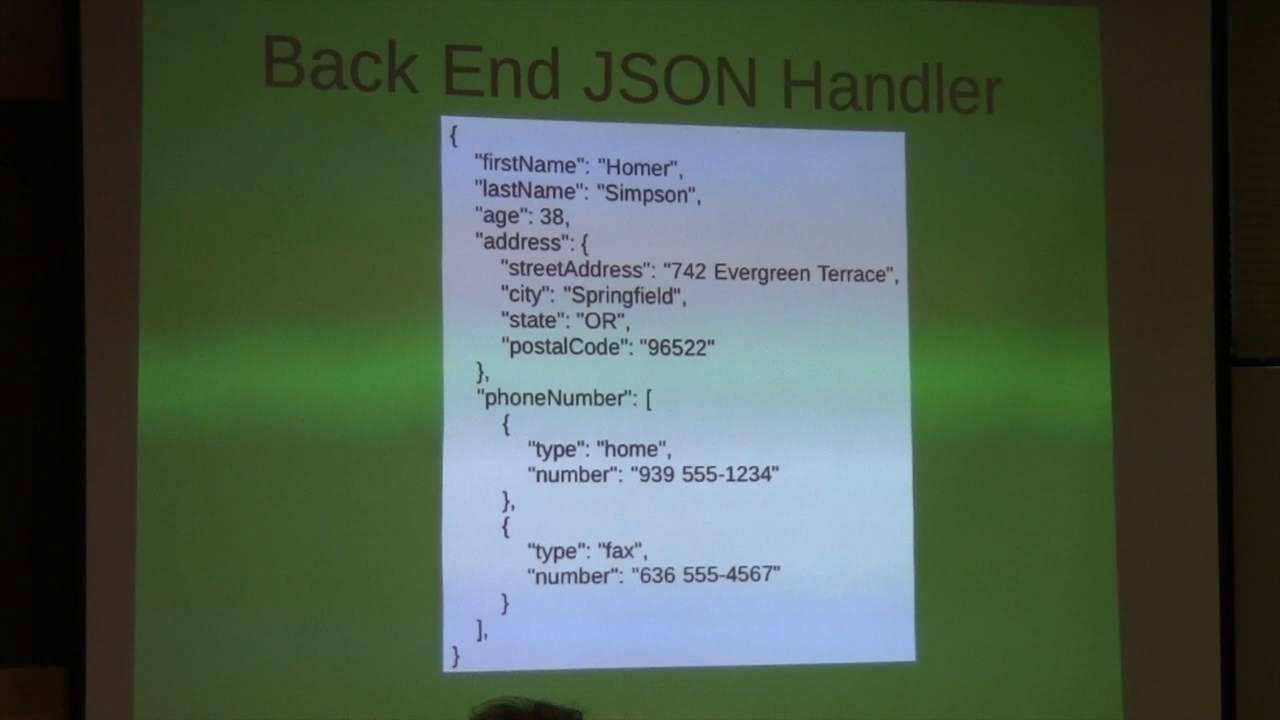 Back End JSON Handler
{
"firstName": "Homer",
"lastName": "Simpson",
"age": 38,
"address": {
"streetAddress": "742 Evergreen Terrace",
"city": "Springfield",
"state": "OR",
"postalCode": "96522"
},
"phoneNumber": [
{
"type": "home",
"number": "939 555-1234"
},
{
"type": "fax",
"number": "636 555-4567"
}
],
}